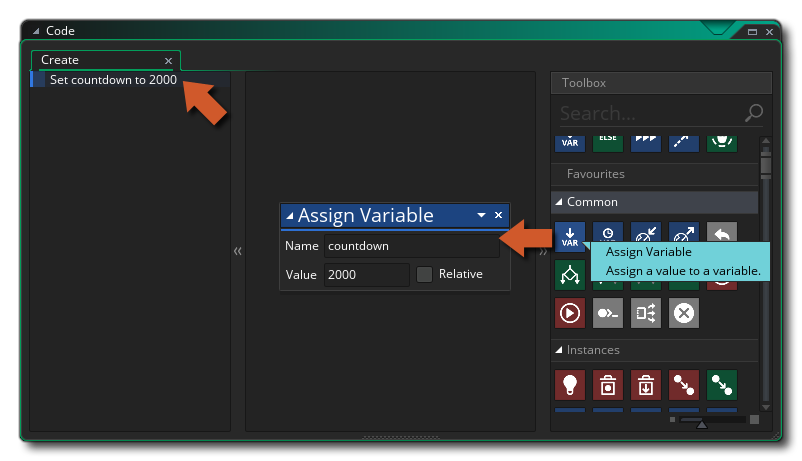 Code
Create
Set countdown to 2000
Assign Variable
Name countdown
Value 2000 Relative
Toolbox
Search...
VAR ELSE
Favourites
Common
VAR
Assign Variable
Assign a value to a variable.
Instances